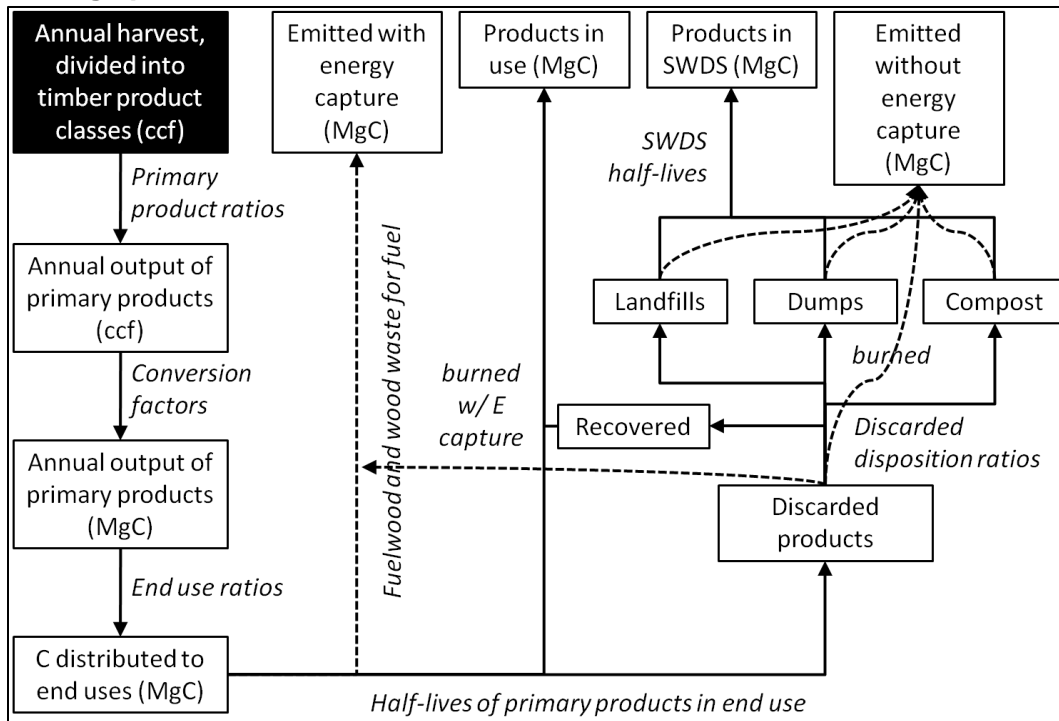 Annual harvest,
divided into
timber product
classes (ccf)
Emitted with
energy
capture
(MgC)
Products in
use (MgC)
Products in
SWDS (MgC)
Emitted
without
energy
capture
(MgC)
Primary
product ratios
SWDS
half-lives
Annual output of
primary products
(ccf)
Landfills
Dumps
Compost
Conversion
factors
Fuelwood and wood waste for fuel
burned
w/ E
capture
burned
Recovered
Discarded
disposition ratios
Annual output of
primary products
(MgC)
Discarded
products
End use ratios
C distributed to
end uses (MgC)
Half-lives of primary products in end use